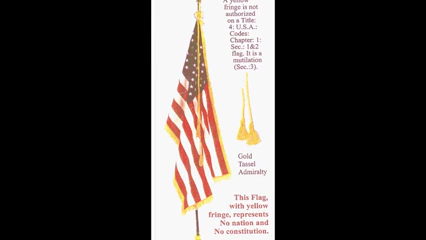 A yellow
fringe is not
authorized
on a Title:
4: U.S.A.:
Codes:
Chapter: 1:
Sec.: 1&2
flag. It is a
mutilation
(Sec.:3).
Gold
Tassel
Admiralty
This Flag,
with yellow
fringe, represents
No nation and
No constitution.